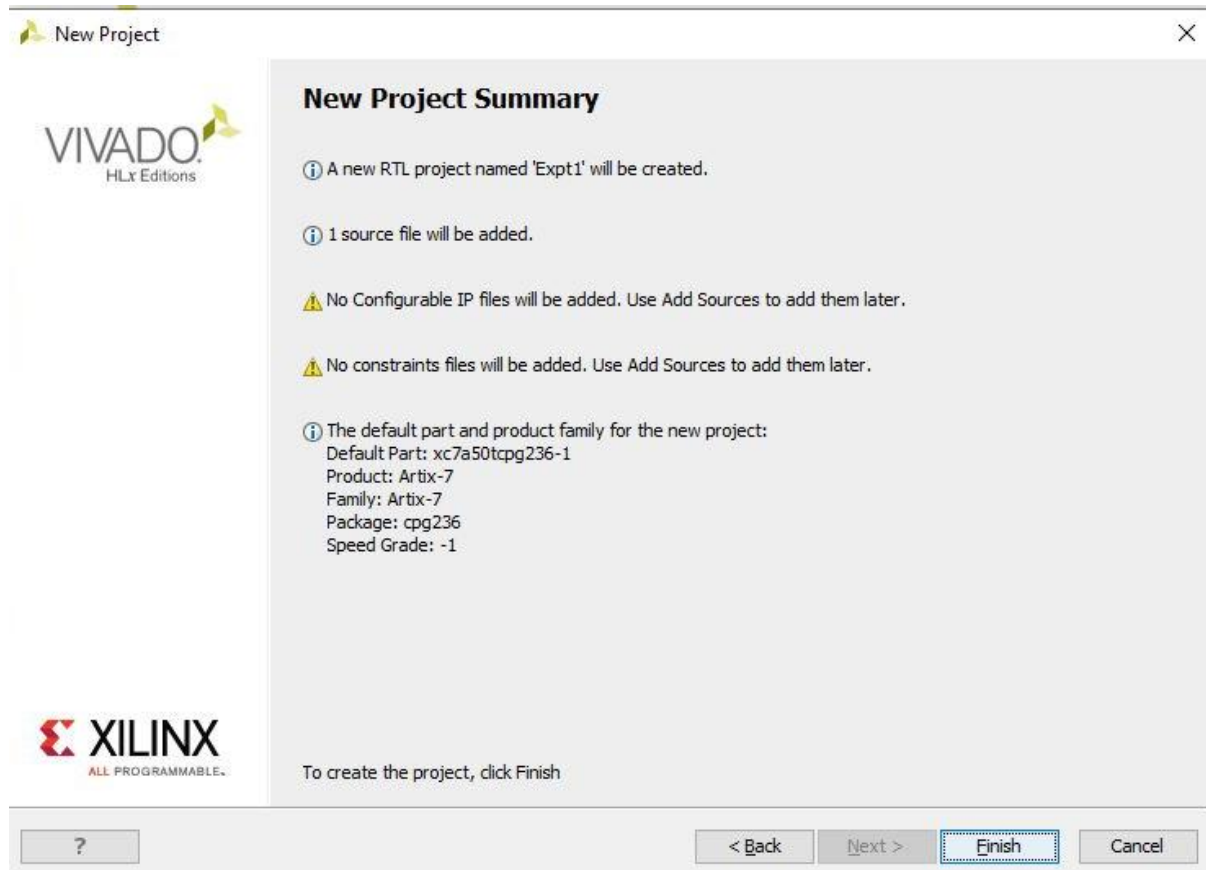 New Project
New Project Summary
VIVADO.
HLx Editions
A new RTL project named 'Expt1' will be created.
1 source file will be added.
No Configurable IP files will be added. Use Add Sources to add them later.
No constraints files will be added. Use Add Sources to add them later.
The default part and product family for the new project:
Default Part: xc7a50tcpg236-1
Product: Artix-7
Family: Artix-7
Package: cpg236
Speed Grade: -1
XILINX
ALL PROGRAMMABLE.
To create the project, click Finish
? < Back Next > Finish Cancel